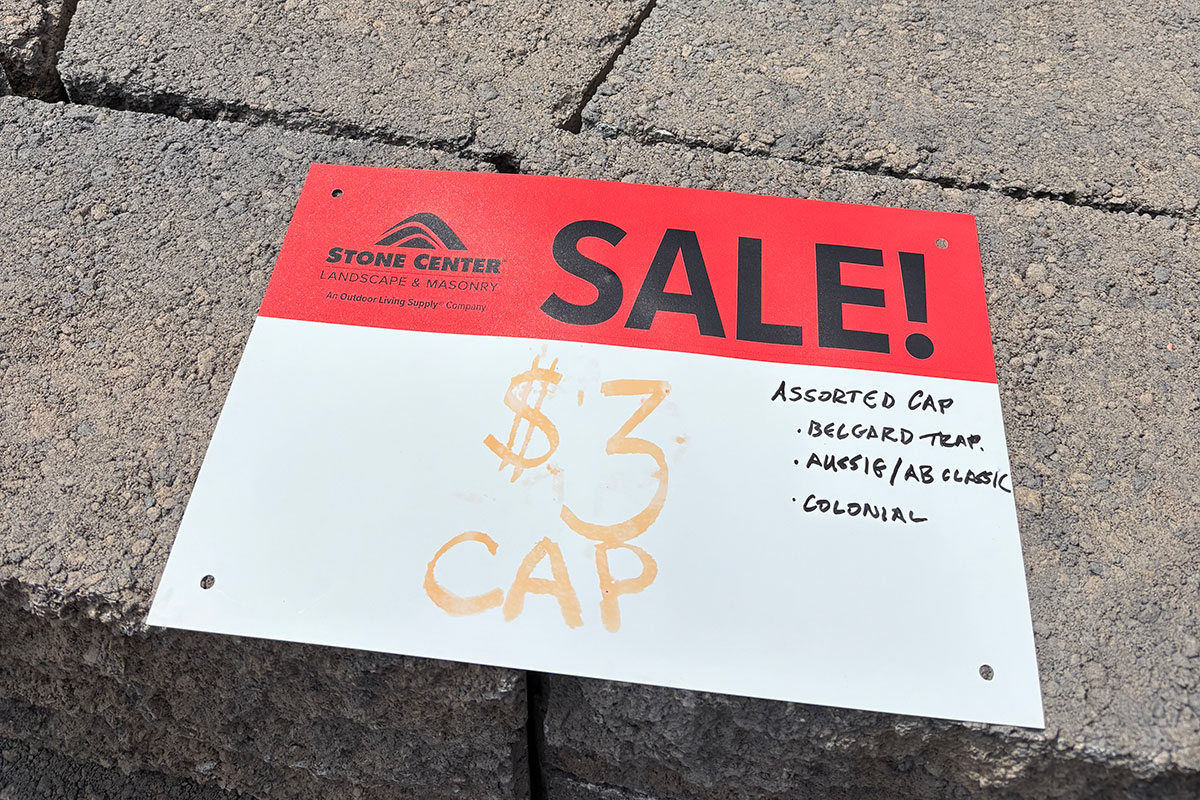 STONE CENTER
LANDSCAPE & MASONRY
An Outdoor Living Supply® Company
SALE!
$3
CAP
ASSORTED CAP
· BELGARD TRAP.
· AUSSIE/AB CLASSIC
· COLONIAL